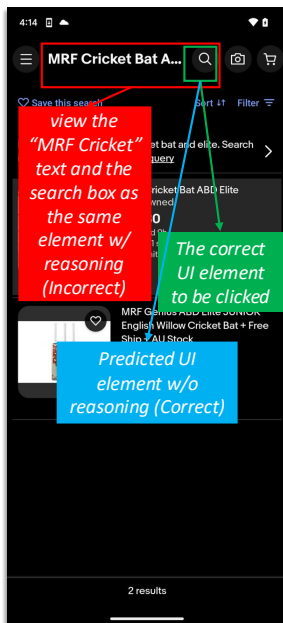 4:14
MRF Cricket Bat A...
Save this search
Sort
Filter
view the
“MRF Cricket”
text and the
search box as
the same
element w/
reasoning
(Incorrect)
et bat and elite. Search
query
ricket Bat ABD Elite
wned
The correct
UI element
to be clicked
MRF Genius ABD Elite JUNIOR
English Willow Cricket Bat + Free
Ship + AU Stock
Predicted UI
element w/o
reasoning (Correct)
2 results